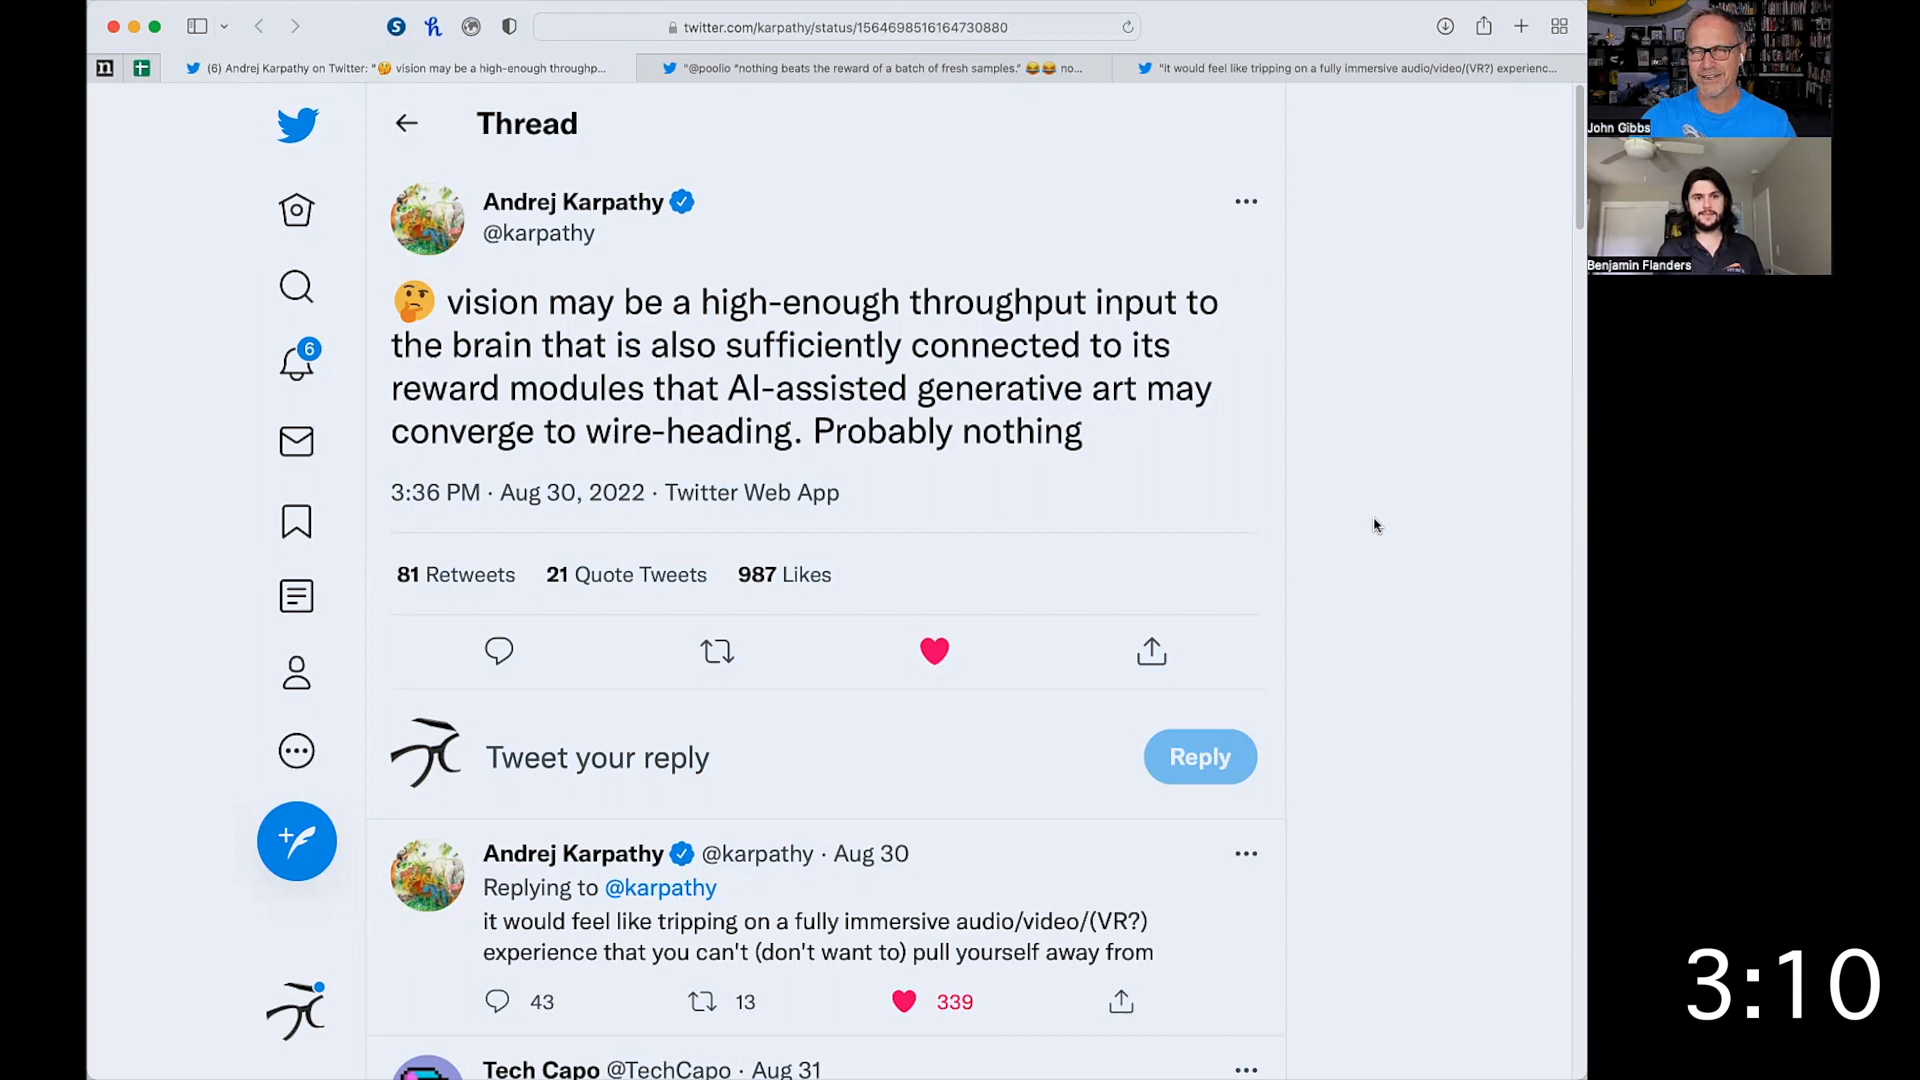 twitter.com/karpathy/status/1564698516164730880
(6) Andrej Karpathy on Twitter: "🤔 vision may be a high-enough throughp...
"@poolio "nothing beats the reward of a batch of fresh samples." 😂😂 no...
"it would feel like tripping on a fully immersive audio/video/(VR?) experienc...
John Gibbs
Benjamin Flanders
Thread
Andrej Karpathy
@karpathy
🤔 vision may be a high-enough throughput input to
the brain that is also sufficiently connected to its
reward modules that AI-assisted generative art may
converge to wire-heading. Probably nothing
3:36 PM · Aug 30, 2022 · Twitter Web App
81 Retweets 21 Quote Tweets 987 Likes
6
Tweet your reply
Reply
Andrej Karpathy @karpathy · Aug 30
Replying to @karpathy
it would feel like tripping on a fully immersive audio/video/(VR?)
experience that you can't (don't want to) pull yourself away from
43 13 339
Tech Capo @TechCapo · Aug 31
3:10